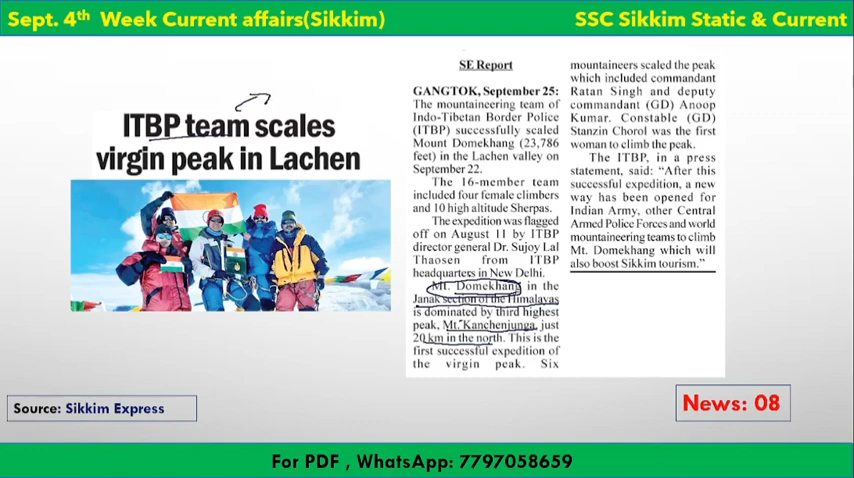 Sept. 4th Week Current affairs(Sikkim)
SSC Sikkim Static & Current
ITBP team scales
virgin peak in Lachen
SE Report
GANGTOK, September 25:
The mountaineering team of
Indo-Tibetan Border Police
(ITBP) successfully scaled
Mount Domekhang (23,786
feet) in the Lachen valley on
September 22.
The 16-member team
included four female climbers
and 10 high altitude Sherpas.
The expedition was flagged
off on August 11 by ITBP
director general Dr. Sujoy Lal
Thaosen from ITBP
headquarters in New Delhi.
Mt. Domekhang in the
Janak section of the Himalayas
is dominated by third highest
peak, Mt. Kanchenjunga, just
20 km in the north. This is the
first successful expedition of
the virgin peak. Six
mountaineers scaled the peak
which included commandant
Ratan Singh and deputy
commandant (GD) Anoop
Kumar. Constable (GD)
Stanzin Chorol was the first
woman to climb the peak.
The ITBP, in a press
statement, said: “After this
successful expedition, a new
way has been opened for
Indian Army, other Central
Armed Police Forces and world
mountaineering teams to climb
Mt. Domekhang which will
also boost Sikkim tourism.”
Source: Sikkim Express
News: 08
For PDF , WhatsApp: 7797058659